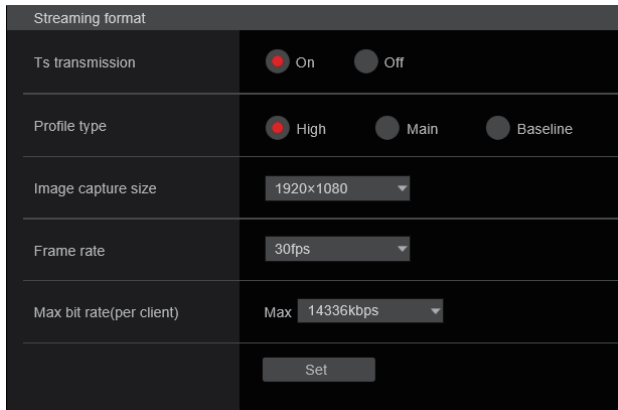 Streaming format
Ts transmission On Off
Profile type High Main Baseline
Image capture size 1920×1080
Frame rate 30fps
Max bit rate(per client) Max 14336kbps
Set